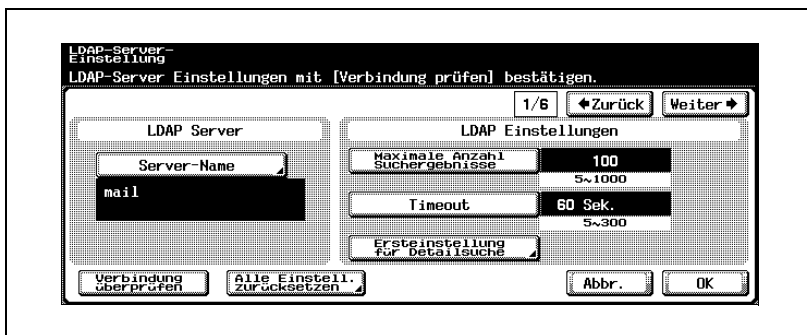 LDAP-Server-
Einstellung
LDAP-Server Einstellungen mit [Verbindung prüfen] bestätigen.
1/6
Zurück
Weiter
LDAP Server
LDAP Einstellungen
Server-Name
mail
Maximale Anzahl
Suchergebnisse
100
5~1000
Timeout
60 Sek.
5~300
Ersteinstellung
für Detailsuche
Verbindung
überprüfen
Alle Einstell.
zurücksetzen
Abbr.
OK